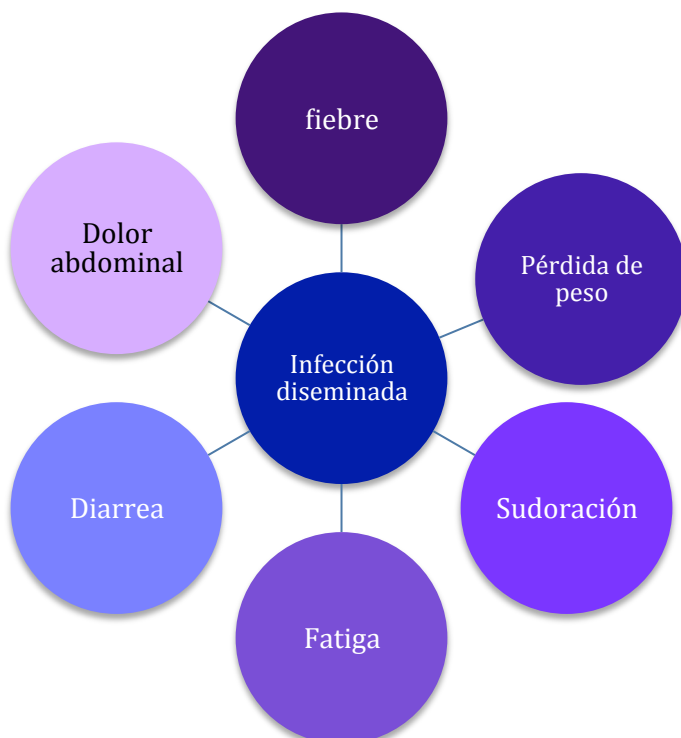 fiebre
Dolor
abdominal
Pérdida de
peso
Infección
diseminada
Diarrea
Sudoración
Fatiga